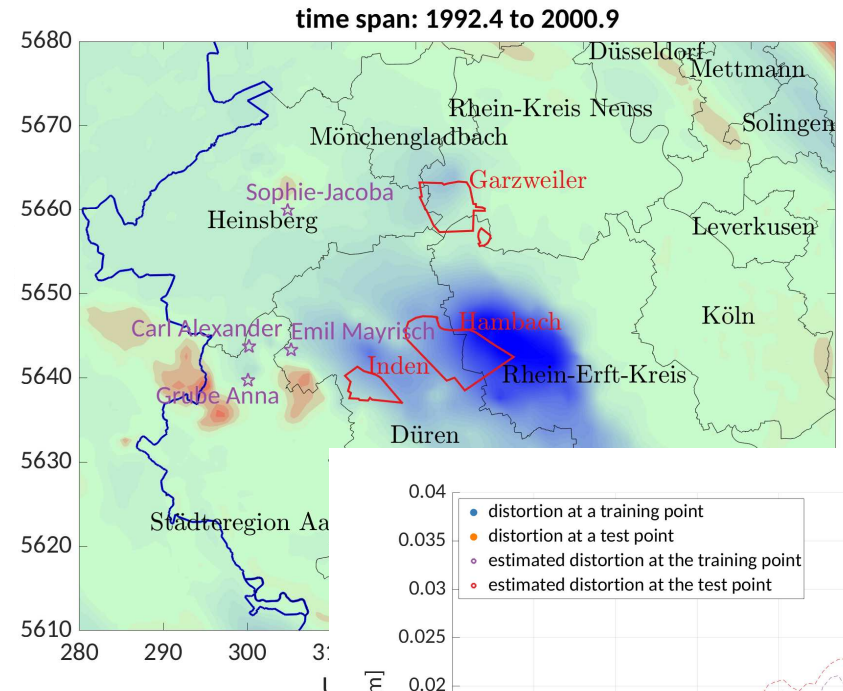 time span: 1992.4 to 2000.9
5680
Düsseldorf
Mettmann
5670
Rhein-Kreis Neuss
Mönchengladbach
Solingen
Sophie-Jacoba
Garzweiler
5660
Heinsberg
Leverkusen
5650
Köln
Carl Alexander
Emil Mayrisch
Hambach
Inden
5640
Rhein-Erft-Kreis
Grube Anna
Düren
5630
Städteregion Aa
5620
5610
280
290
300
0.04
0.035
0.03
0.025
0.02
distortion at a training point
distortion at a test point
estimated distortion at the training point
estimated distortion at the test point
m]